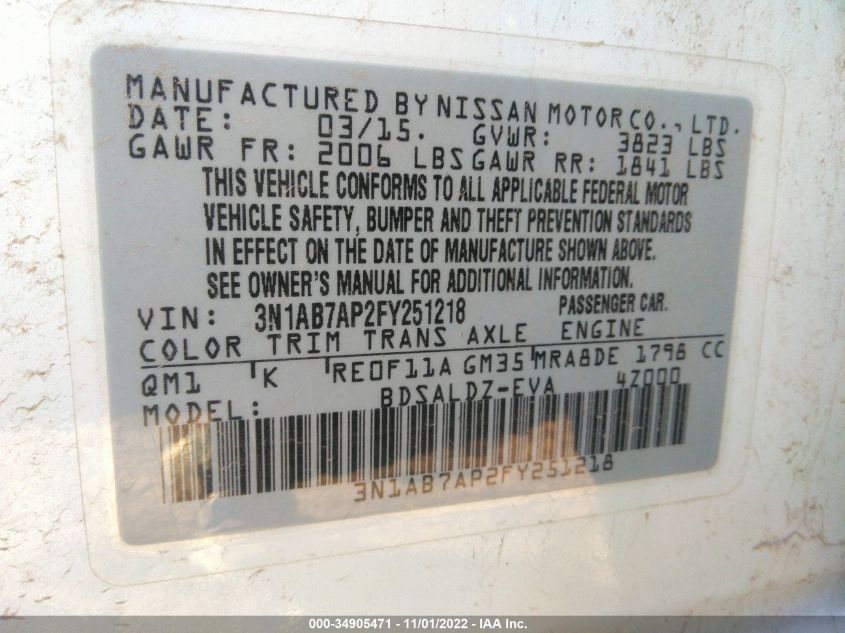 MANUFACTURED BY NISSAN MOTOR CO., LTD.
DATE: 03/15. GVWR: 3823 LBS
GAWR FR: 2006 LBS GAWR RR: 1841 LBS
THIS VEHICLE CONFORMS TO ALL APPLICABLE FEDERAL MOTOR
VEHICLE SAFETY, BUMPER AND THEFT PREVENTION STANDARDS
IN EFFECT ON THE DATE OF MANUFACTURE SHOWN ABOVE.
SEE OWNER'S MANUAL FOR ADDITIONAL INFORMATION.
VIN: 3N1AB7AP2FY251218 PASSENGER CAR.
COLOR TRIM TRANS AXLE ENGINE
QM1 K RE0F11A GM35 MRA8DE 1798 CC
MODEL: BDSALDZ-EVA 4Z000
3N1AB7AP2FY251218
000-34905471 - 11/01/2022 - IAA Inc.